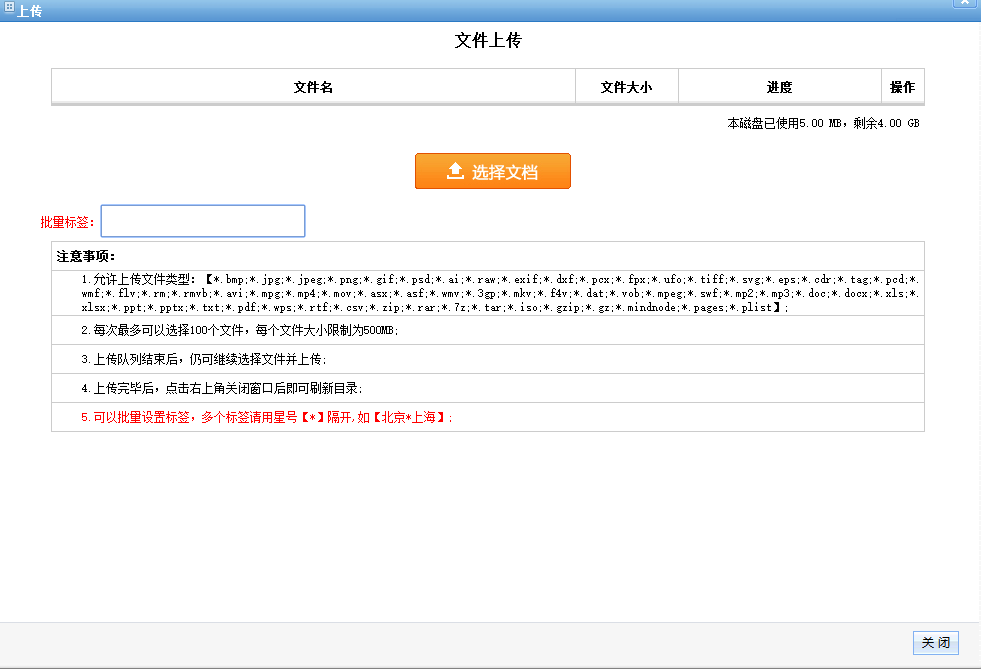 上传
文件上传
文件名 文件大小 进度 操作
本磁盘已使用5.00 MB，剩余4.00 GB
选择文档
批量标签：
注意事项：
1.允许上传文件类型：【*.bmp;*.jpg;*.jpeg;*.png;*.gif;*.psd;*.ai;*.raw;*.exif;*.dxf;*.pcx;*.fpx;*.ufo;*.tiff;*.svg;*.eps;*.cdr;*.tag;*.pcd;*.
wmf;*.flv;*.rm;*.rmvb;*.avi;*.mpg;*.mp4;*.mov;*.asx;*.asf;*.wmv;*.3gp;*.mkv;*.f4v;*.dat;*.vob;*.mpeg;*.swf;*.mp2;*.mp3;*.doc;*.docx;*.xls;*.
xlsx;*.ppt;*.pptx;*.txt;*.pdf;*.wps;*.rtf;*.csv;*.zip;*.rar;*.7z;*.tar;*.iso;*.gzip;*.gz;*.mindnode;*.pages;*.plist】;
2.每次最多可以选择100个文件，每个文件大小限制为500MB;
3.上传队列结束后，仍可继续选择文件并上传;
4.上传完毕后，点击右上角关闭窗口后即可刷新目录;
5.可以批量设置标签，多个标签请用星号【*】隔开,如【北京*上海】;
关 闭